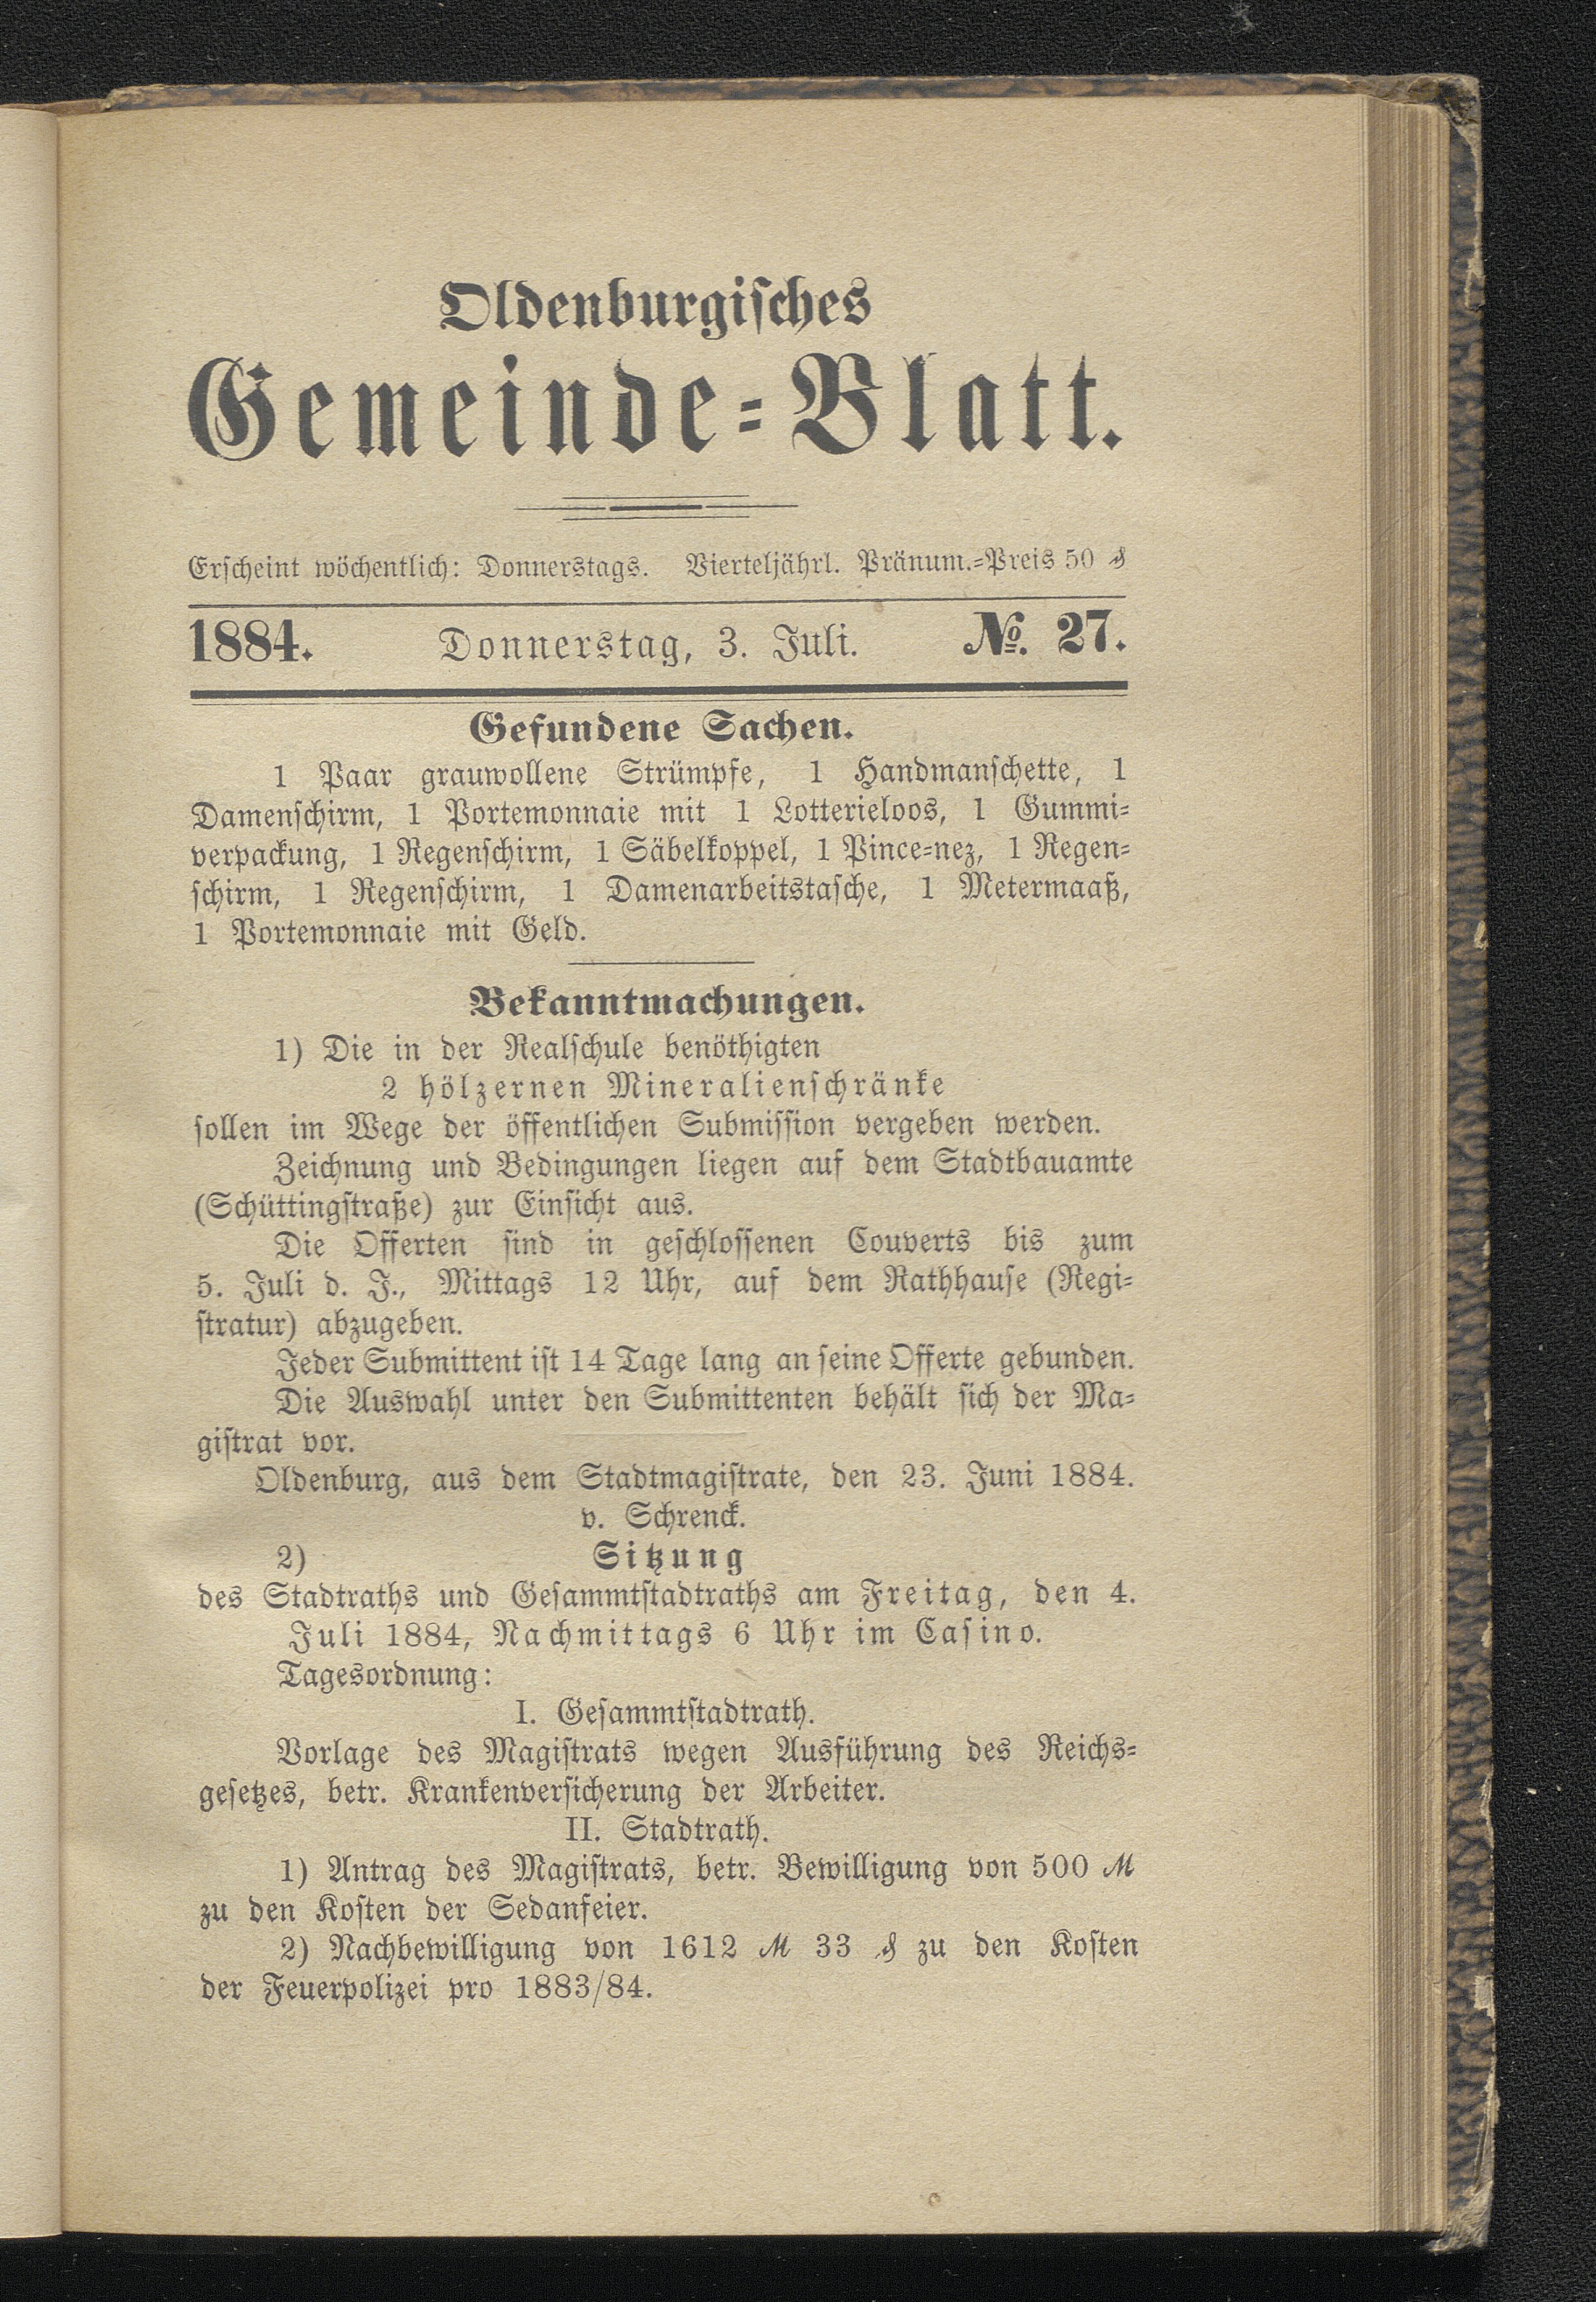 Oldenburgisches
Gemeinde-Blatt.
Erscheint wöchentlich: Donnerstags. Vierteljährl. Pränum.-Preis 50 ₰
1884. Donnerstag, 3. Juli. №. 27.
Gefundene Sachen.
1 Paar grauwollene Strümpfe, 1 Handmanschette, 1
Damenschirm, 1 Portemonnaie mit 1 Lotterieloos, 1 Gummi-
verpackung, 1 Regenschirm, 1 Säbelkoppel, 1 Pince-nez, 1 Regen-
schirm, 1 Regenschirm, 1 Damenarbeitstasche, 1 Metermaaß,
1 Portemonnaie mit Geld.
Bekanntmachungen.
1) Die in der Realschule benöthigten
2 hölzernen Mineralienschränke
sollen im Wege der öffentlichen Submission vergeben werden.
Zeichnung und Bedingungen liegen auf dem Stadtbauamte
(Schüttingstraße) zur Einsicht aus.
Die Offerten sind in geschlossenen Couverts bis zum
5. Juli d. J., Mittags 12 Uhr, auf dem Rathhause (Regi-
stratur) abzugeben.
Jeder Submittent ist 14 Tage lang an seine Offerte gebunden.
Die Auswahl unter den Submittenten behält sich der Ma-
gistrat vor.
Oldenburg, aus dem Stadtmagistrate, den 23. Juni 1884.
v. Schrenck.
2) Sitzung
des Stadtraths und Gesammtstadtraths am Freitag, den 4.
Juli 1884, Nachmittags 6 Uhr im Casino.
Tagesordnung:
I. Gesammtstadtrath.
Vorlage des Magistrats wegen Ausführung des Reichs-
gesetzes, betr. Krankenversicherung der Arbeiter.
II. Stadtrath.
1) Antrag des Magistrats, betr. Bewilligung von 500 ℳ
zu den Kosten der Sedanfeier.
2) Nachbewilligung von 1612 ℳ 33 ₰ zu den Kosten
der Feuerpolizei pro 1883/84.